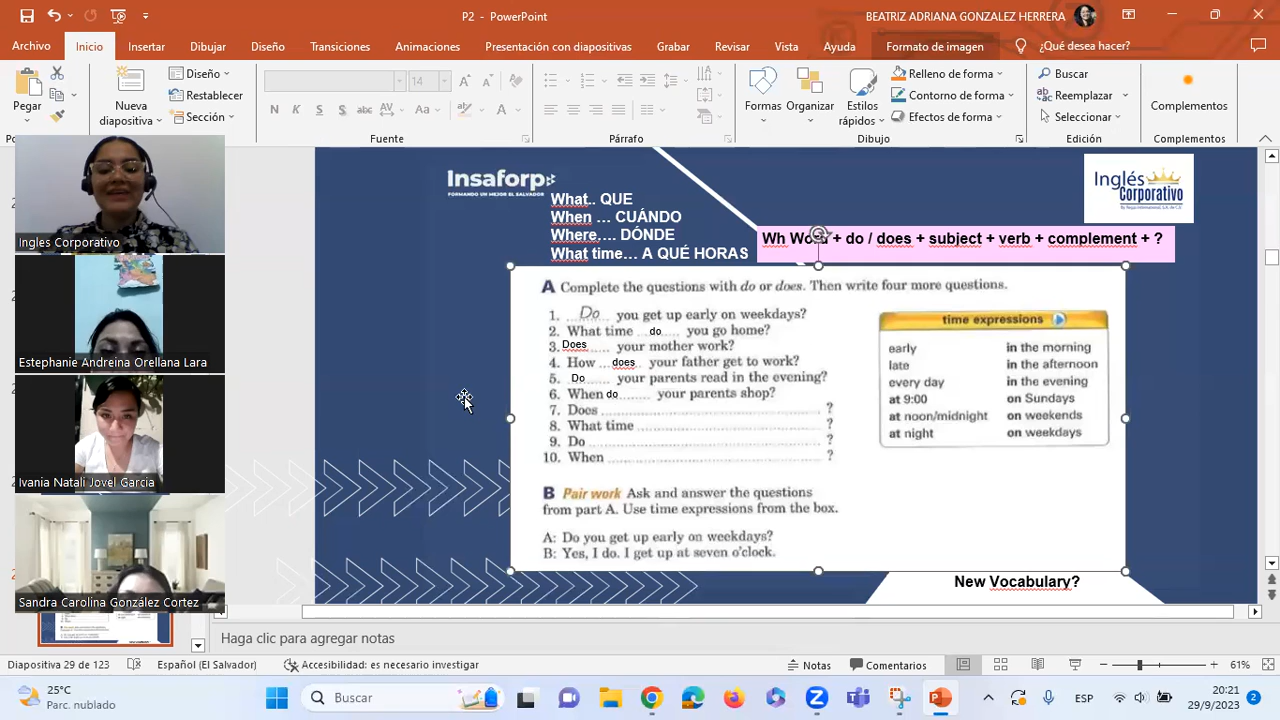 P2 - PowerPoint
BEATRIZ ADRIANA GONZALEZ HERRERA
Archivo Inicio Insertar Dibujar Diseño Transiciones Animaciones Presentación con diapositivas Grabar Revisar Vista Ayuda Formato de imagen ¿Qué desea hacer?
Pegar
Nueva diapositiva
Diseño
Restablecer
Sección
14
N K S abc AV Aa
Fuente
Párrafo
Formas
Organizar
Estilos rápidos
Relleno de forma
Contorno de forma
Efectos de forma
Dibujo
Buscar
Reemplazar
Seleccionar
Edición
Complementos
Complementos
Ingles Corporativo
Estephanie Andreina Orellana Lara
Ivania Natali Jovel Garcia
Sandra Carolina González Cortez
Insaforp
FORMANDO UN MEJOR EL SALVADOR
What.. QUE
When … CUÁNDO
Where…. DÓNDE
What time… A QUÉ HORAS
Inglés
Corporativo
+ do / does + subject + verb + complement + ?
A Complete the questions with do or does. Then write four more questions.
1. Do you get up early on weekdays?
2. What time do you go home?
3. Does your mother work?
4. How does your father get to work?
5. Do your parents read in the evening?
6. When do your parents shop?
7. Does ?
8. What time ?
9. Do ?
10. When ?
time expressions
early in the morning
late in the afternoon
every day in the evening
at 9:00 on Sundays
at noon/midnight on weekends
at night on weekdays
B Pair work Ask and answer the questions
from part A. Use time expressions from the box.
A: Do you get up early on weekdays?
B: Yes, I do. I get up at seven o'clock.
New Vocabulary?
Haga clic para agregar notas
Diapositiva 29 de 123 Español (El Salvador) Accesibilidad: es necesario investigar Notas Comentarios 61%
25°C
Parc. nublado
Buscar
ESP
20:21
29/9/2023
2